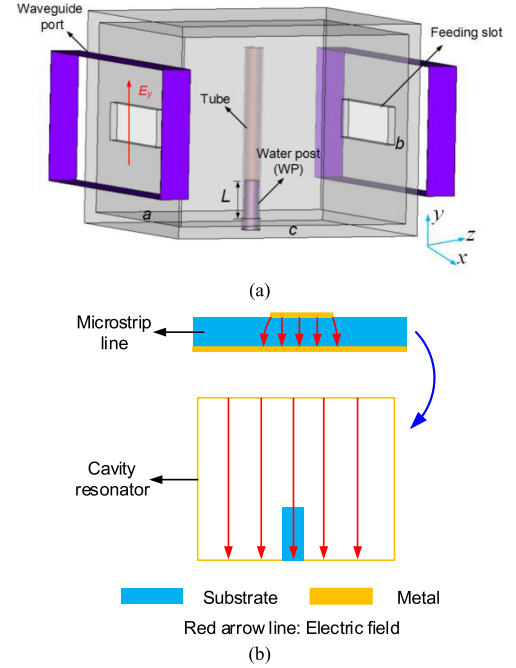 Waveguide
port
Feeding slot
Ey
b
Tube
Water post
(WP)
L
a
c
y
z
x
(a)
Microstrip
line
Cavity
resonator
Substrate
Metal
Red arrow line: Electric field
(b)